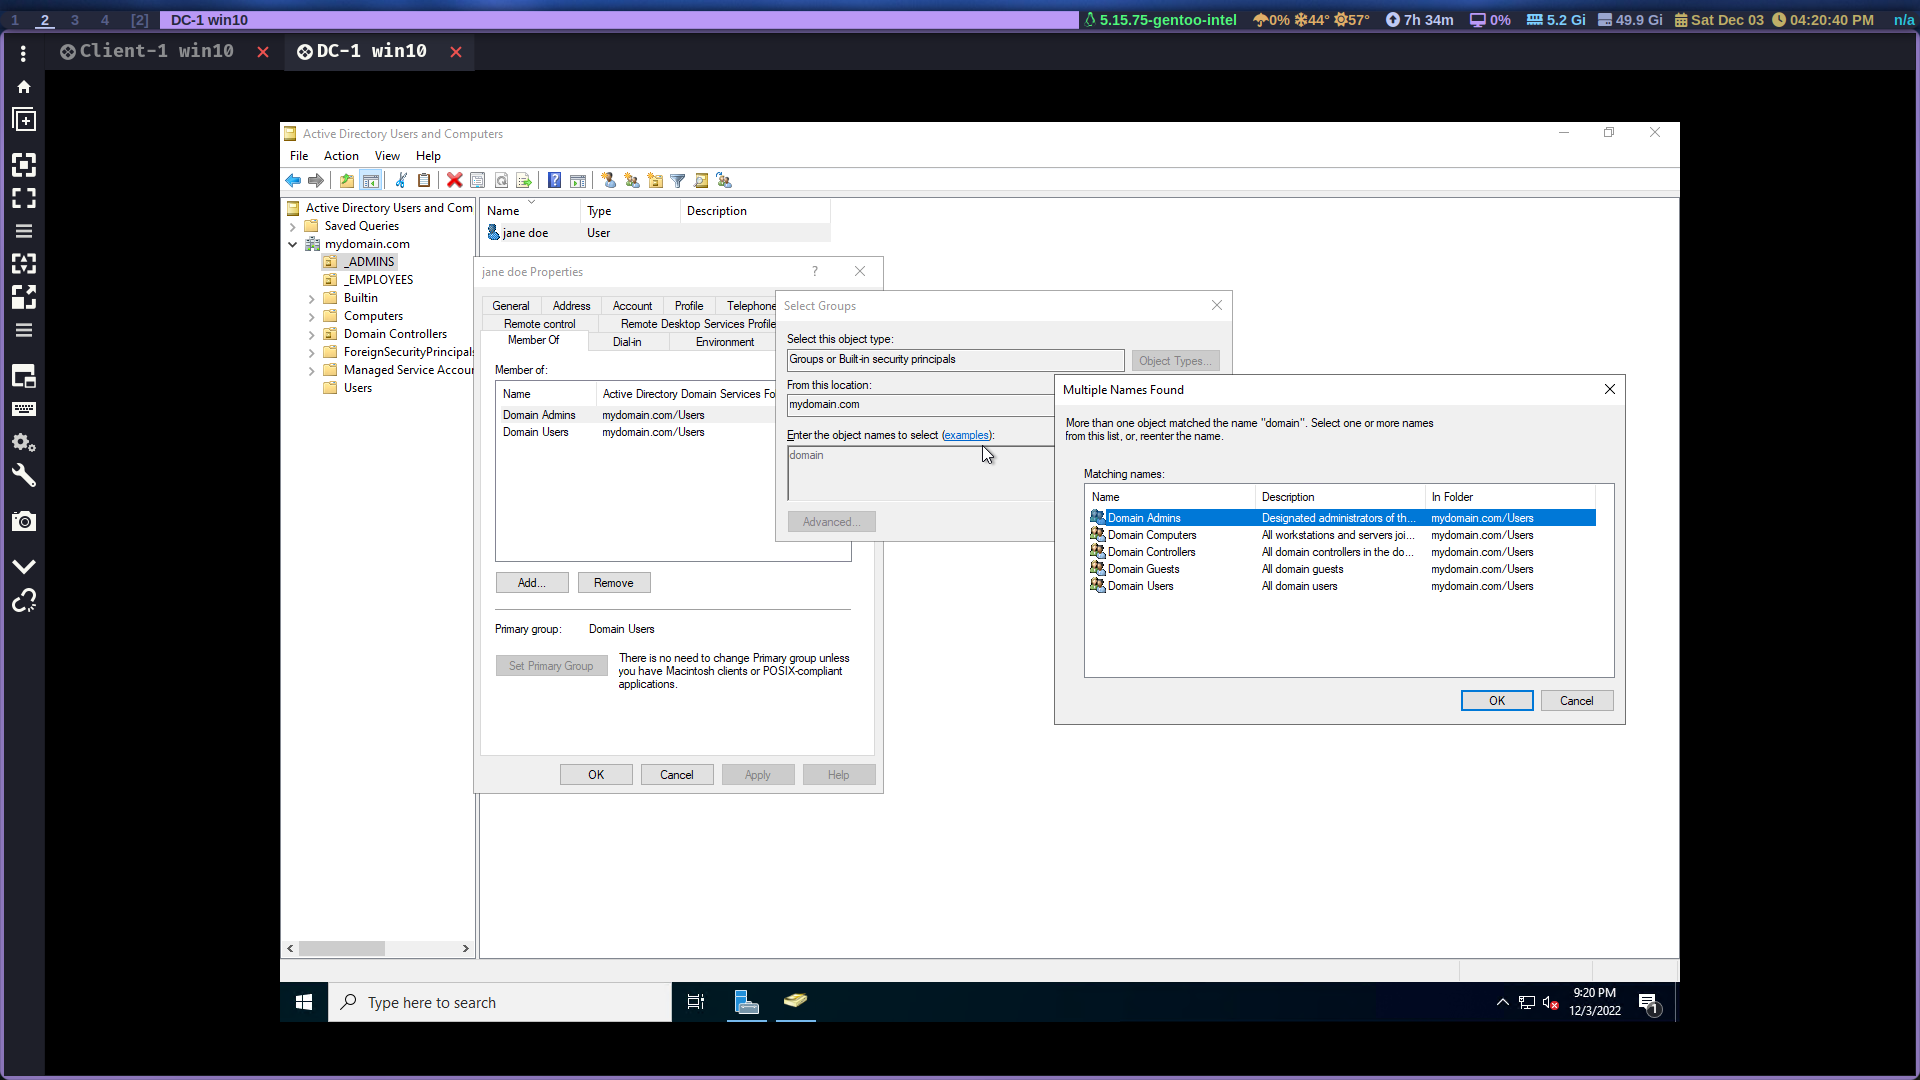 1 2 3 4 [2] DC-1 win10 5.15.75-gentoo-intel 0% 44° 57° 7h 34m 0% 5.2 Gi 49.9 Gi Sat Dec 03 04:20:40 PM n/a
Client-1 win10 DC-1 win10
Active Directory Users and Computers
File Action View Help
Active Directory Users and Com
Saved Queries
mydomain.com
_ADMINS
_EMPLOYEES
Builtin
Computers
Domain Controllers
ForeignSecurityPrincipals
Managed Service Accou
Users
Name Type Description
jane doe User
jane doe Properties ?
General Address Account Profile Telephone
Remote control Remote Desktop Services Profile
Member Of Dial-in Environment
Member of:
Name Active Directory Domain Services Fo
Domain Admins mydomain.com/Users
Domain Users mydomain.com/Users
Add... Remove
Primary group: Domain Users
Set Primary Group
There is no need to change Primary group unless
you have Macintosh clients or POSIX-compliant
applications.
OK Cancel Apply Help
Select Groups
Select this object type:
Groups or Built-in security principals Object Types...
From this location:
mydomain.com
Enter the object names to select (examples):
domain
Advanced...
Multiple Names Found
More than one object matched the name "domain". Select one or more names
from this list, or, reenter the name.
Matching names:
Name Description In Folder
Domain Admins Designated administrators of th... mydomain.com/Users
Domain Computers All workstations and servers joi... mydomain.com/Users
Domain Controllers All domain controllers in the do... mydomain.com/Users
Domain Guests All domain guests mydomain.com/Users
Domain Users All domain users mydomain.com/Users
OK Cancel
Type here to search
9:20 PM
12/3/2022
1